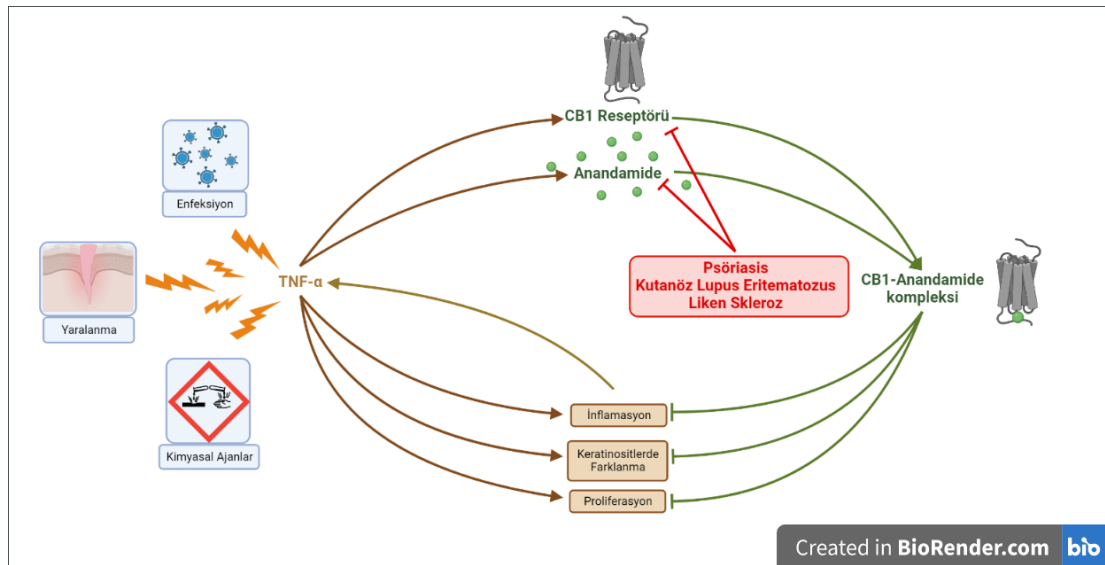 CB1 Reseptörü
Anandamide
Enfeksiyon
Yaralanma
Kimyasal Ajanlar
TNF-α
Psöriasis
Kutanöz Lupus Eritematozus
Liken Skleroz
CB1-Anandamide
kompleksi
İnflamasyon
Keratinositlerde
Farklanma
Proliferasyon
Created in BioRender.com bio